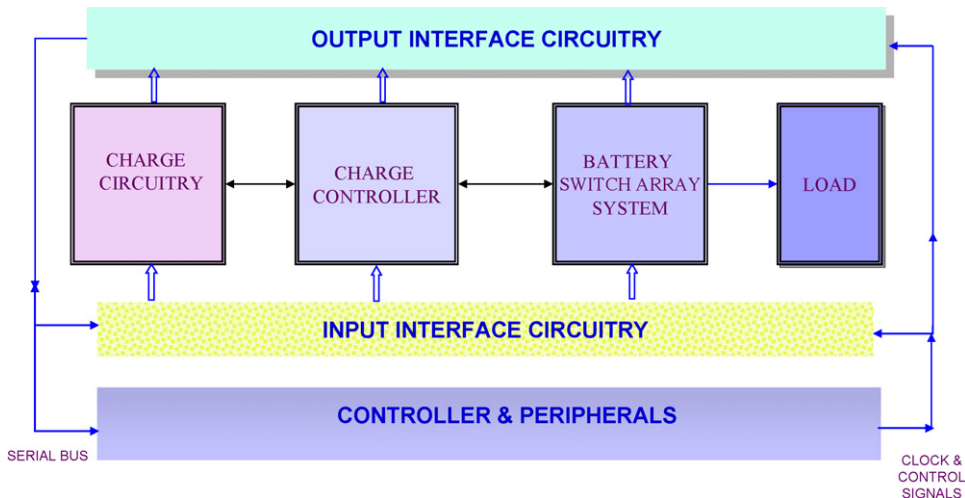 OUTPUT INTERFACE CIRCUITRY
CHARGE
CIRCUITRY
CHARGE
CONTROLLER
BATTERY
SWITCH ARRAY
SYSTEM
LOAD
INPUT INTERFACE CIRCUITRY
CONTROLLER & PERIPHERALS
SERIAL BUS
CLOCK &
CONTROL
SIGNALS